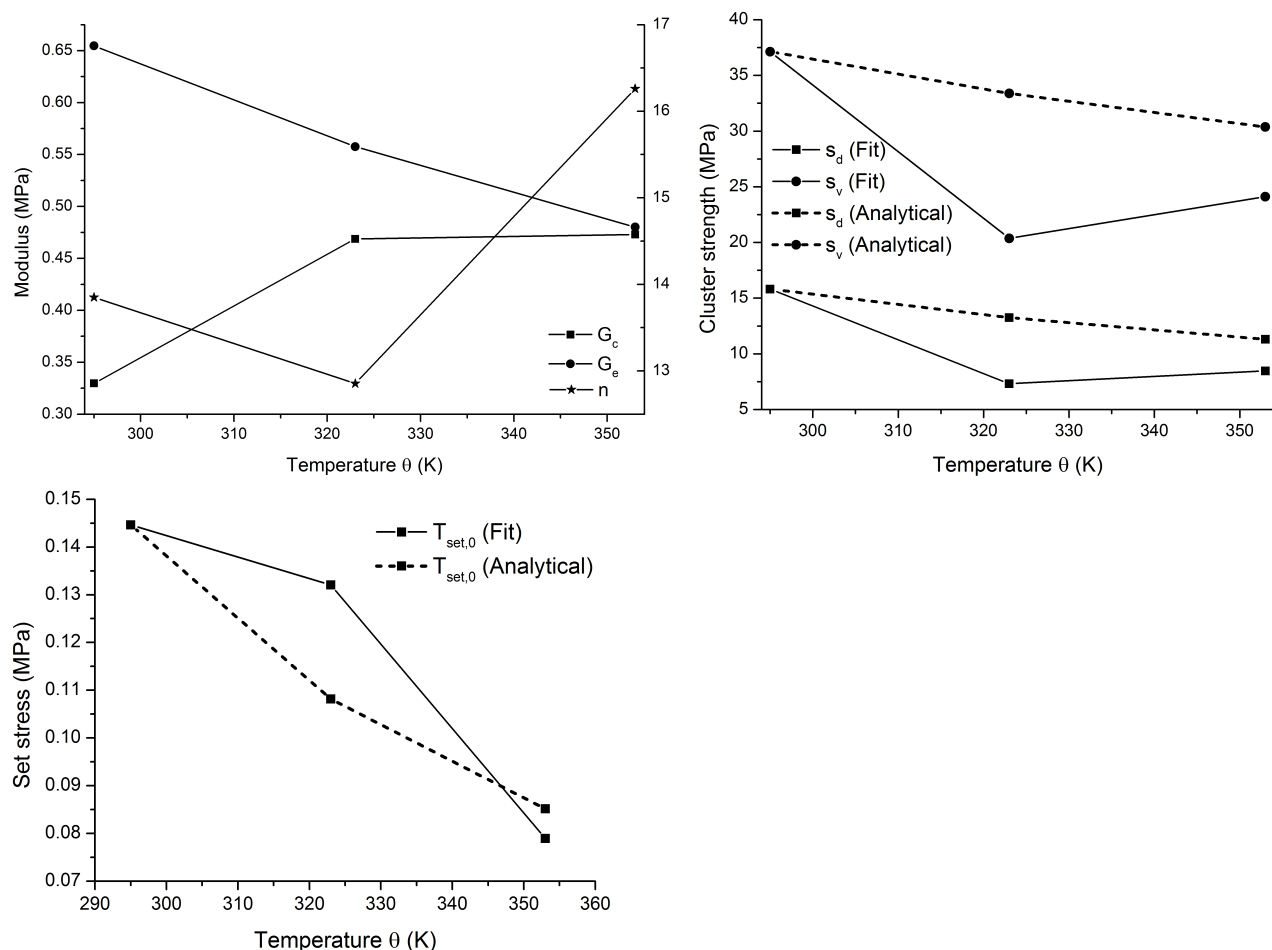 Modulus (MPa)
0.65
0.60
0.55
0.50
0.45
0.40
0.35
0.30
17
16
15
14
13
G_c
G_e
n
300 310 320 330 340 350
Temperature θ (K)
Cluster strength (MPa)
40
35
30
25
20
15
10
5
s_d (Fit)
s_v (Fit)
s_d (Analytical)
s_v (Analytical)
300 310 320 330 340 350
Temperature θ (K)
Set stress (MPa)
0.15
0.14
0.13
0.12
0.11
0.10
0.09
0.08
0.07
T_set,0 (Fit)
T_set,0 (Analytical)
290 300 310 320 330 340 350 360
Temperature θ (K)